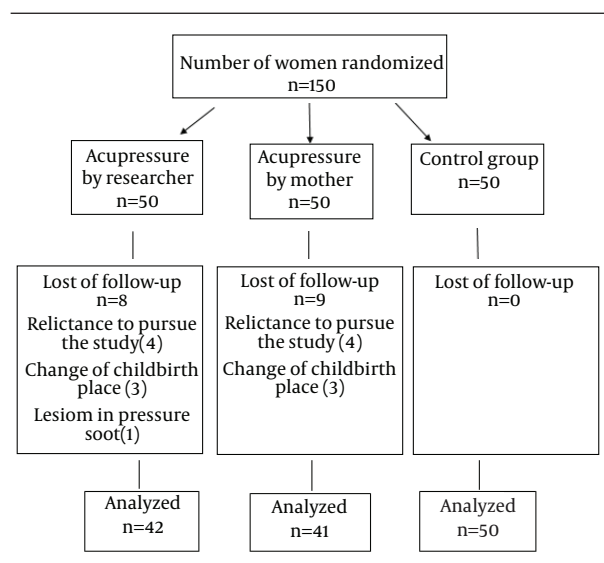 Number of women randomized
n=150
Acupressure
by researcher
n=50
Acupressure
by mother
n=50
Control group
n=50
Lost of follow-up
n=8
Relictance to pursue
the study(4)
Change of childbirth
place (3)
Lesiom in pressure
soot(1)
Lost of follow-up
n=9
Relictance to pursue
the study (4)
Change of childbirth
place (3)
Lost of follow-up
n=0
Analyzed
n=42
Analyzed
n=41
Analyzed
n=50